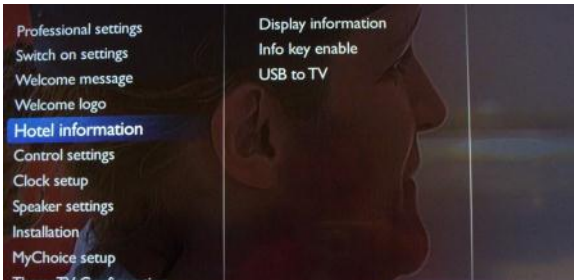 Professional settings
Switch on settings
Welcome message
Welcome logo
Hotel information
Control settings
Clock setup
Speaker settings
Installation
MyChoice setup
Display information
Info key enable
USB to TV